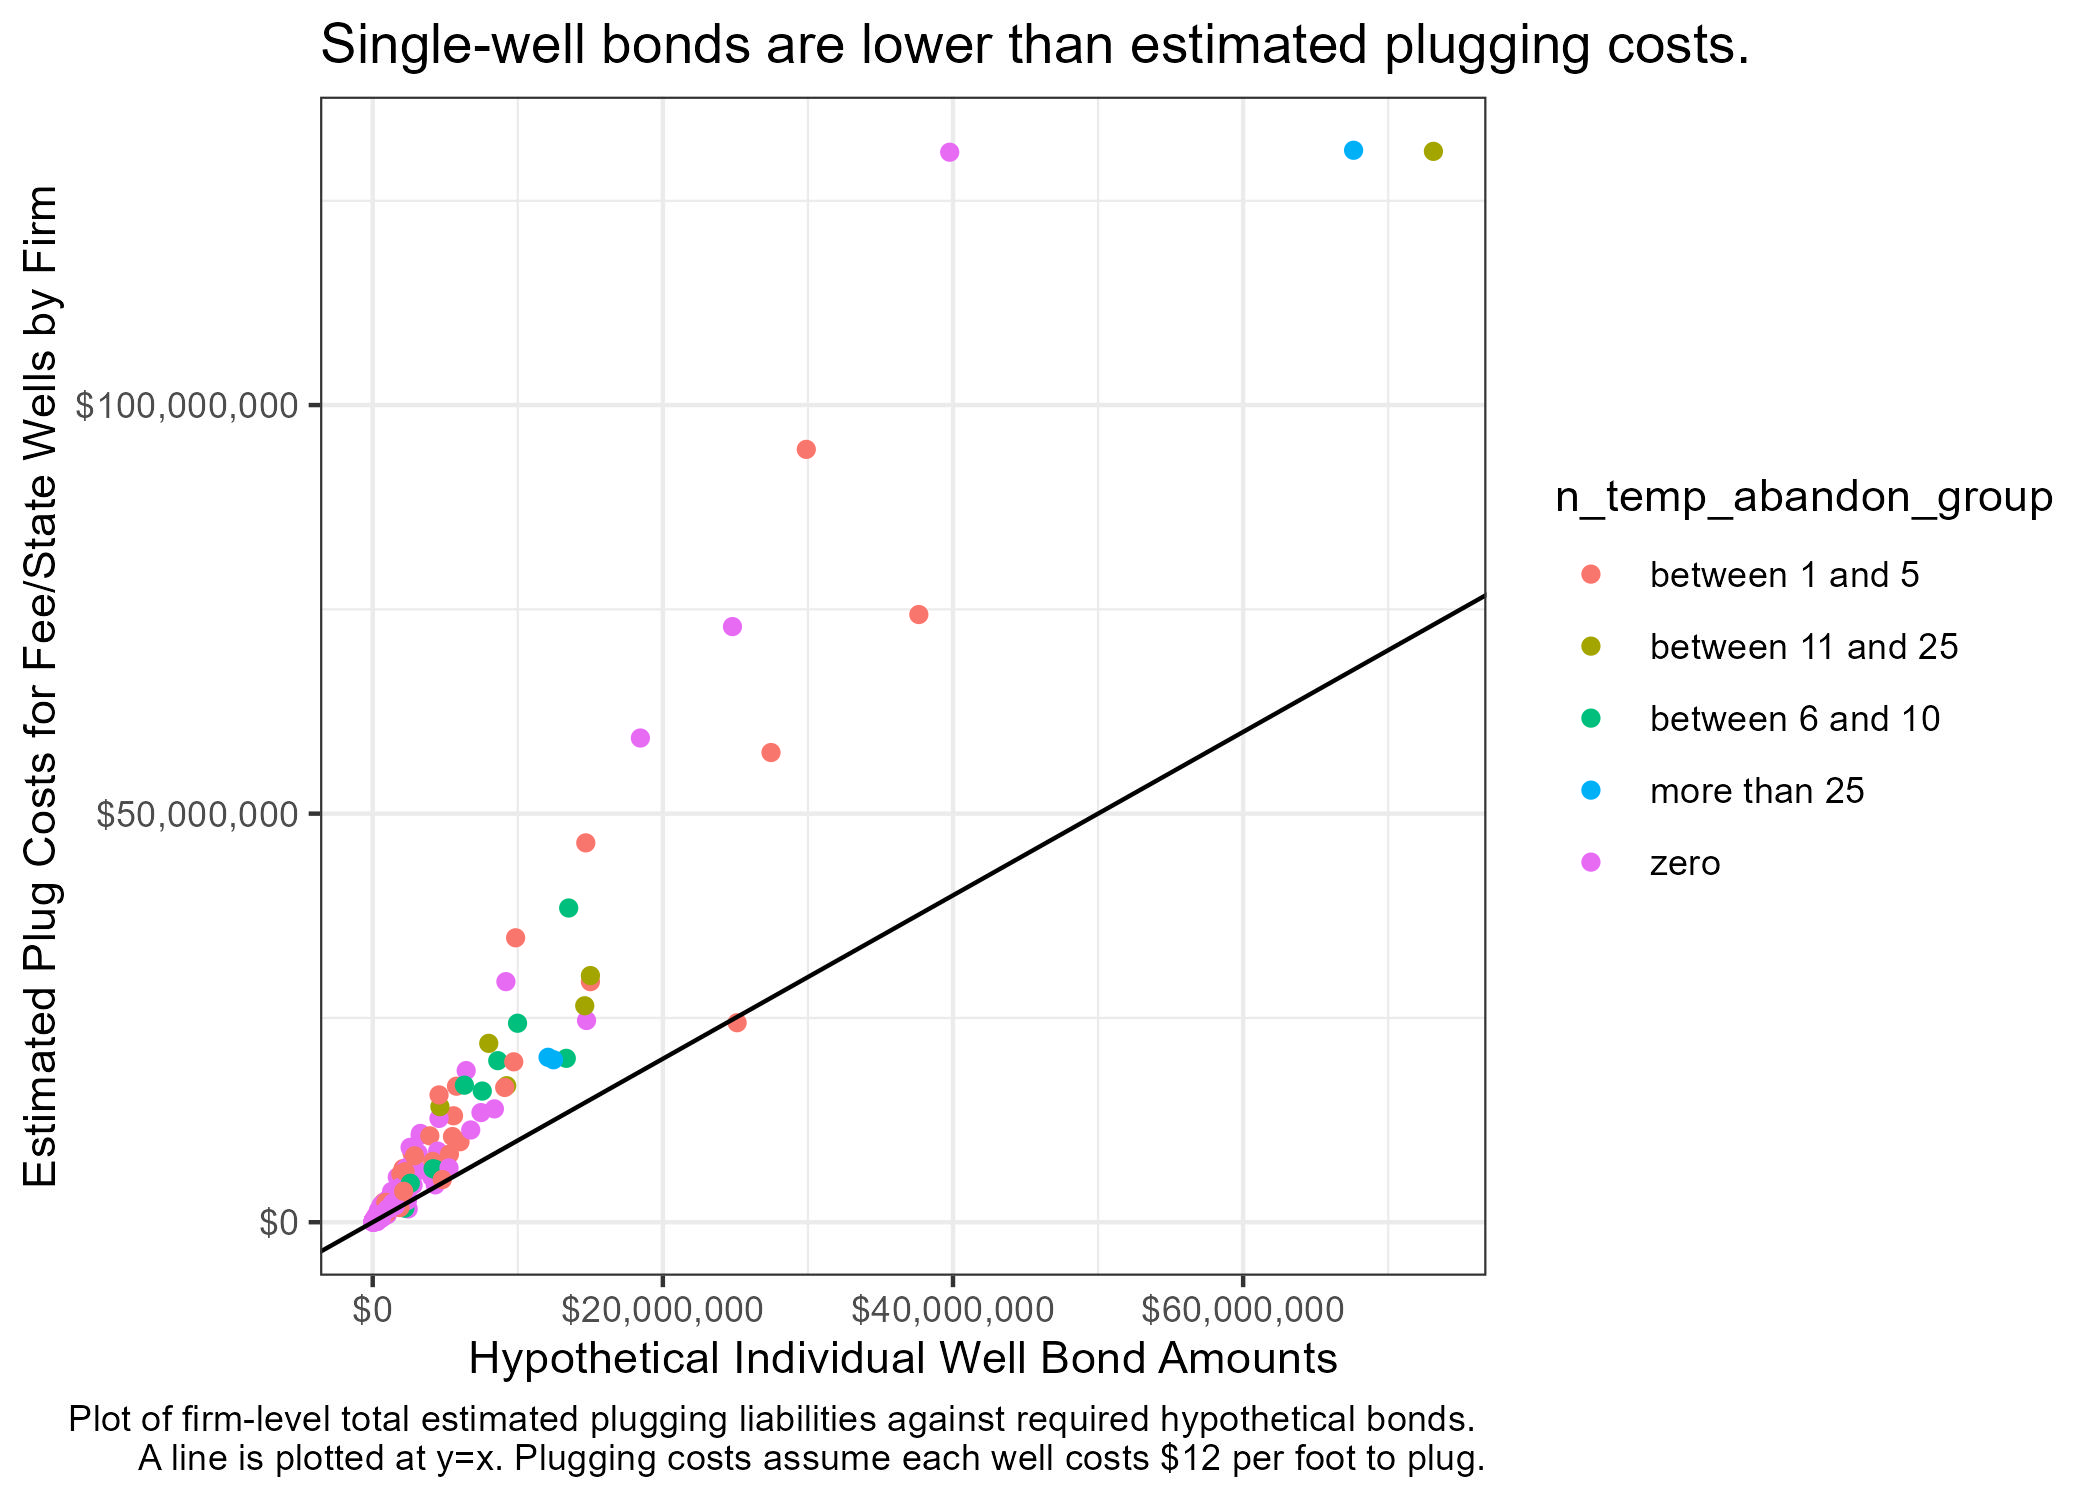 Single-well bonds are lower than estimated plugging costs.
Estimated Plug Costs for Fee/State Wells by Firm
$100,000,000
$50,000,000
$0
$0
$20,000,000
$40,000,000
$60,000,000
Hypothetical Individual Well Bond Amounts
n_temp_abandon_group
between 1 and 5
between 11 and 25
between 6 and 10
more than 25
zero
Plot of firm-level total estimated plugging liabilities against required hypothetical bonds.
A line is plotted at y=x. Plugging costs assume each well costs $12 per foot to plug.